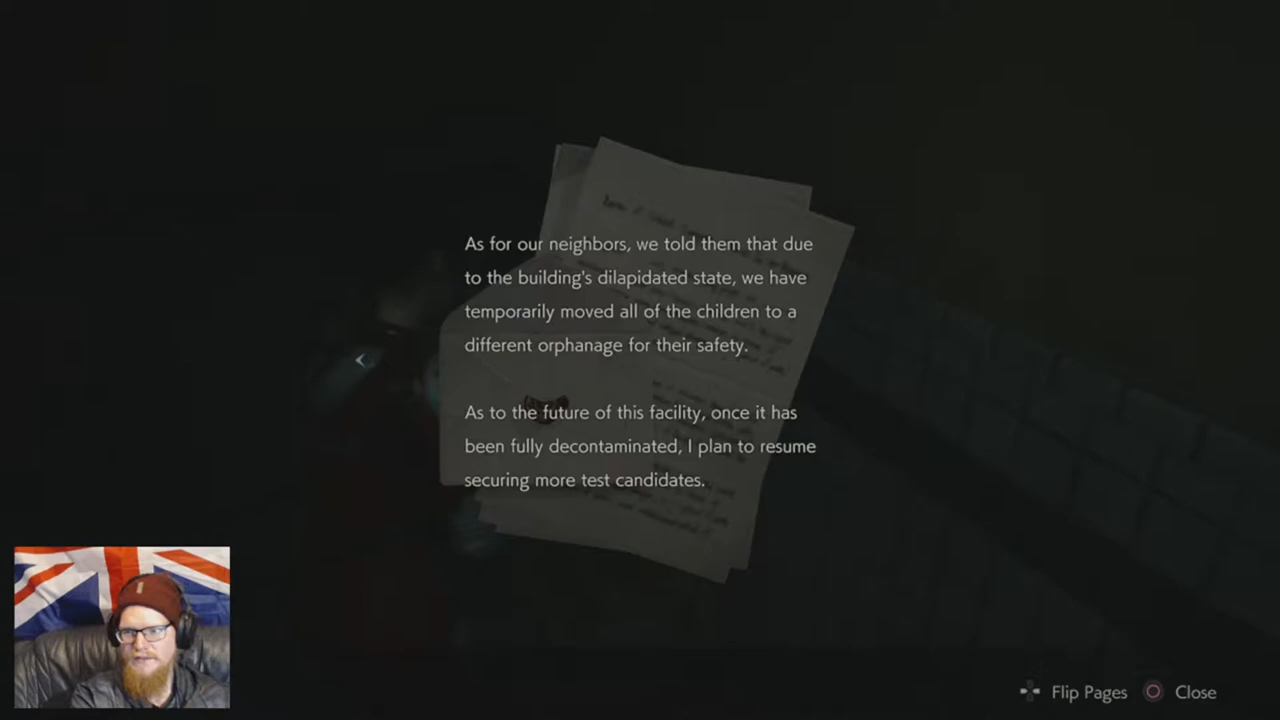 As for our neighbors, we told them that due
to the building's dilapidated state, we have
temporarily moved all of the children to a
different orphanage for their safety.
As to the future of this facility, once it has
been fully decontaminated, I plan to resume
securing more test candidates.
Flip Pages
Close